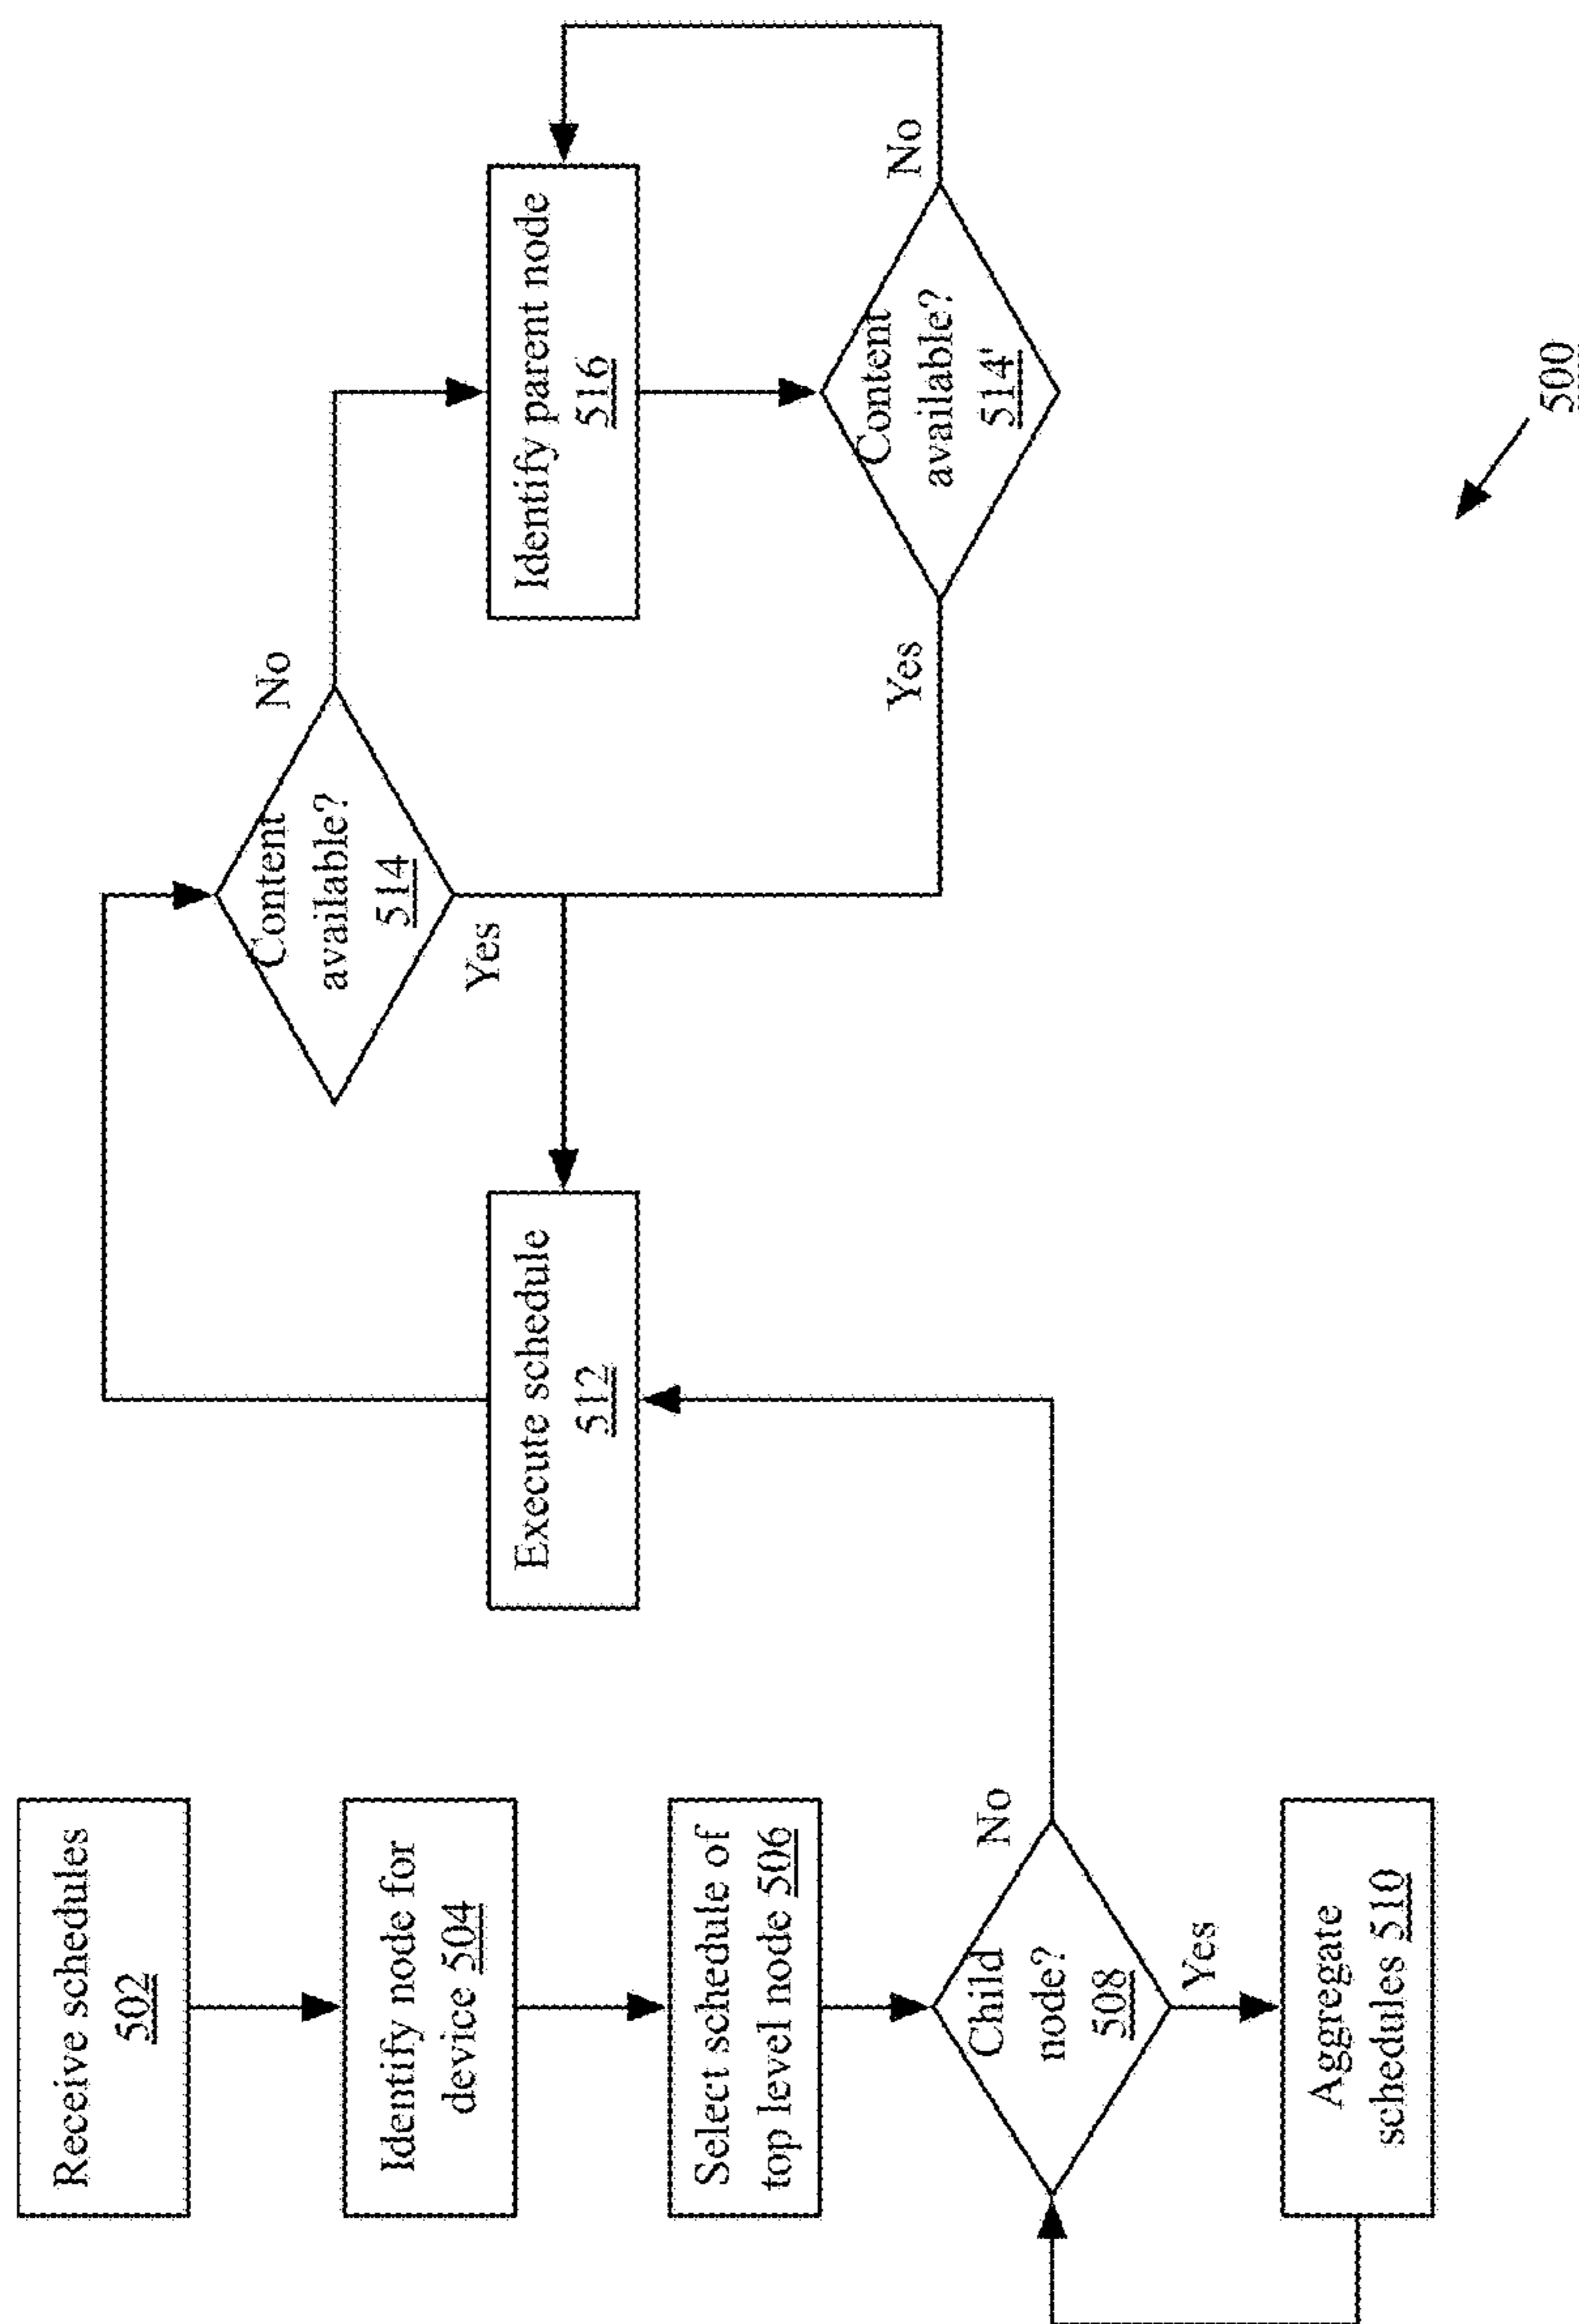 Receive schedules
502
Identify node for
device 504
Select schedule of
top level node 506
Child
node?
508
Yes
No
Aggregate
schedules 510
Execute schedule
512
Content
available?
514
Yes
No
Identify parent node
516
Content
available?
514'
Yes
No
500